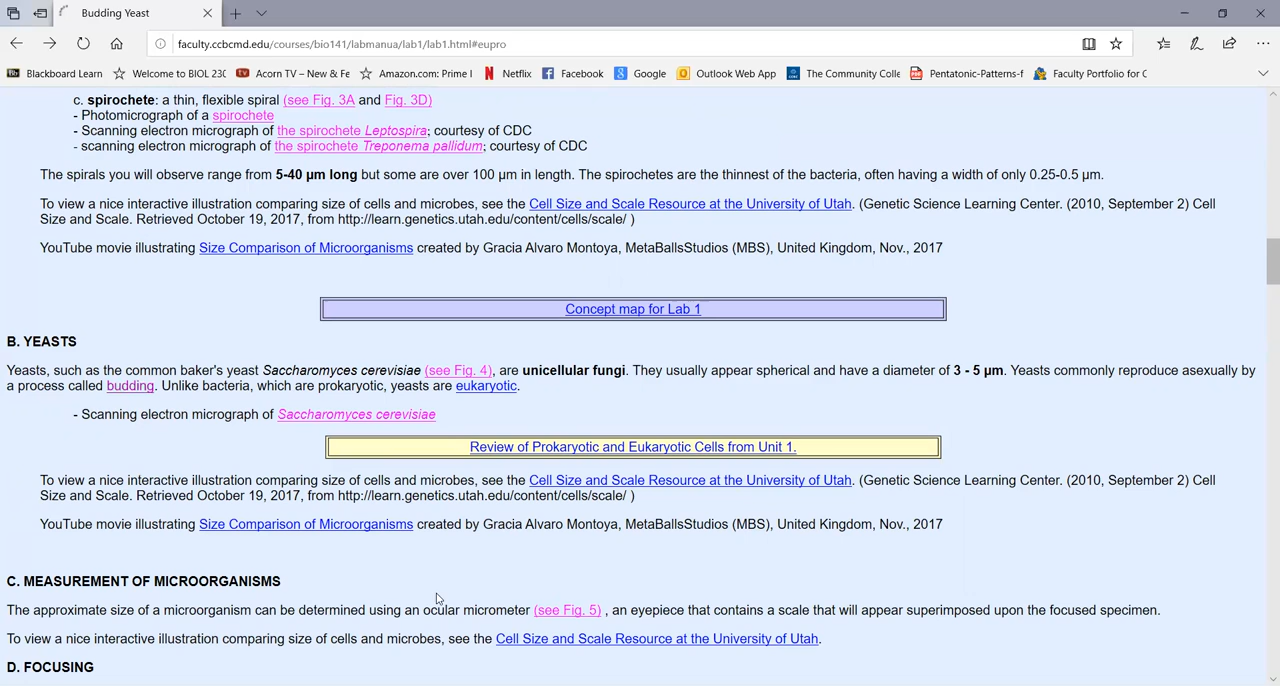 Budding Yeast
faculty.ccbcmd.edu/courses/bio141/labmanua/lab1/lab1.html#eupro
Blackboard Learn Welcome to BIOL 230 Acorn TV – New & Fe Amazon.com: Prime I Netflix Facebook Google Outlook Web App The Community Colle Pentatonic-Patterns-f Faculty Portfolio for C
c. spirochete: a thin, flexible spiral (see Fig. 3A and Fig. 3D)
- Photomicrograph of a spirochete
- Scanning electron micrograph of the spirochete Leptospira; courtesy of CDC
- scanning electron micrograph of the spirochete Treponema pallidum; courtesy of CDC
The spirals you will observe range from 5-40 µm long but some are over 100 µm in length. The spirochetes are the thinnest of the bacteria, often having a width of only 0.25-0.5 µm.
To view a nice interactive illustration comparing size of cells and microbes, see the Cell Size and Scale Resource at the University of Utah. (Genetic Science Learning Center. (2010, September 2) Cell
Size and Scale. Retrieved October 19, 2017, from http://learn.genetics.utah.edu/content/cells/scale/ )
YouTube movie illustrating Size Comparison of Microorganisms created by Gracia Alvaro Montoya, MetaBallsStudios (MBS), United Kingdom, Nov., 2017
Concept map for Lab 1
B. YEASTS
Yeasts, such as the common baker's yeast Saccharomyces cerevisiae (see Fig. 4), are unicellular fungi. They usually appear spherical and have a diameter of 3 - 5 µm. Yeasts commonly reproduce asexually by
a process called budding. Unlike bacteria, which are prokaryotic, yeasts are eukaryotic.
- Scanning electron micrograph of Saccharomyces cerevisiae
Review of Prokaryotic and Eukaryotic Cells from Unit 1.
To view a nice interactive illustration comparing size of cells and microbes, see the Cell Size and Scale Resource at the University of Utah. (Genetic Science Learning Center. (2010, September 2) Cell
Size and Scale. Retrieved October 19, 2017, from http://learn.genetics.utah.edu/content/cells/scale/ )
YouTube movie illustrating Size Comparison of Microorganisms created by Gracia Alvaro Montoya, MetaBallsStudios (MBS), United Kingdom, Nov., 2017
C. MEASUREMENT OF MICROORGANISMS
The approximate size of a microorganism can be determined using an ocular micrometer (see Fig. 5) , an eyepiece that contains a scale that will appear superimposed upon the focused specimen.
To view a nice interactive illustration comparing size of cells and microbes, see the Cell Size and Scale Resource at the University of Utah.
D. FOCUSING